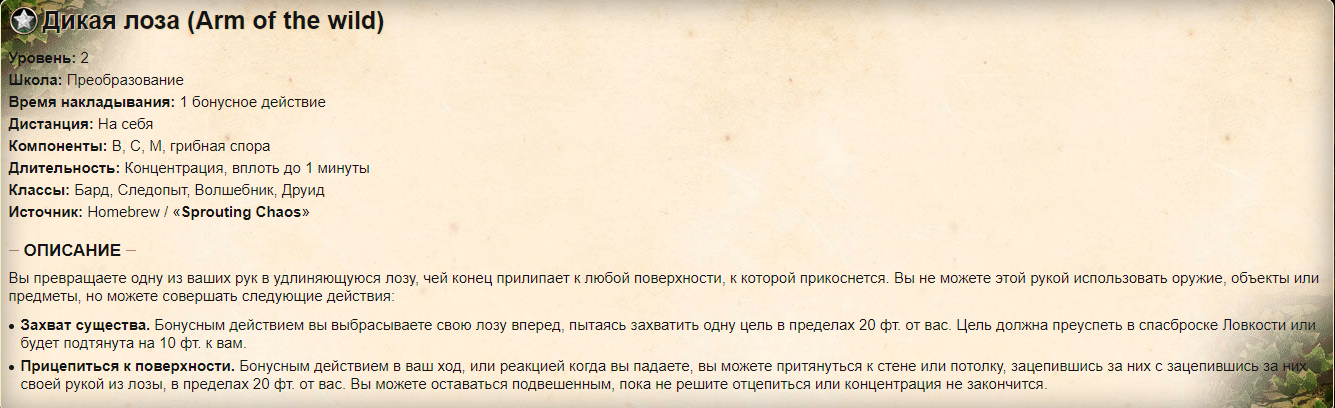 Дикая лоза (Arm of the wild)
Уровень: 2
Школа: Преобразование
Время накладывания: 1 бонусное действие
Дистанция: На себя
Компоненты: В, С, М, грибная спора
Длительность: Концентрация, вплоть до 1 минуты
Классы: Бард, Следопыт, Волшебник, Друид
Источник: Homebrew / «Sprouting Chaos»
– ОПИСАНИЕ –
Вы превращаете одну из ваших рук в удлиняющуюся лозу, чей конец прилипает к любой поверхности, к которой прикоснется. Вы не можете этой рукой использовать оружие, объекты или
предметы, но можете совершать следующие действия:
• Захват существа. Бонусным действием вы выбрасываете свою лозу вперед, пытаясь захватить одну цель в пределах 20 фт. от вас. Цель должна преуспеть в спасброске Ловкости или
будет подтянута на 10 фт. к вам.
• Прицепиться к поверхности. Бонусным действием в ваш ход, или реакцией когда вы падаете, вы можете притянуться к стене или потолку, зацепившись за них с зацепившись за них
своей рукой из лозы, в пределах 20 фт. от вас. Вы можете оставаться подвешенным, пока не решите отцепиться или концентрация не закончится.